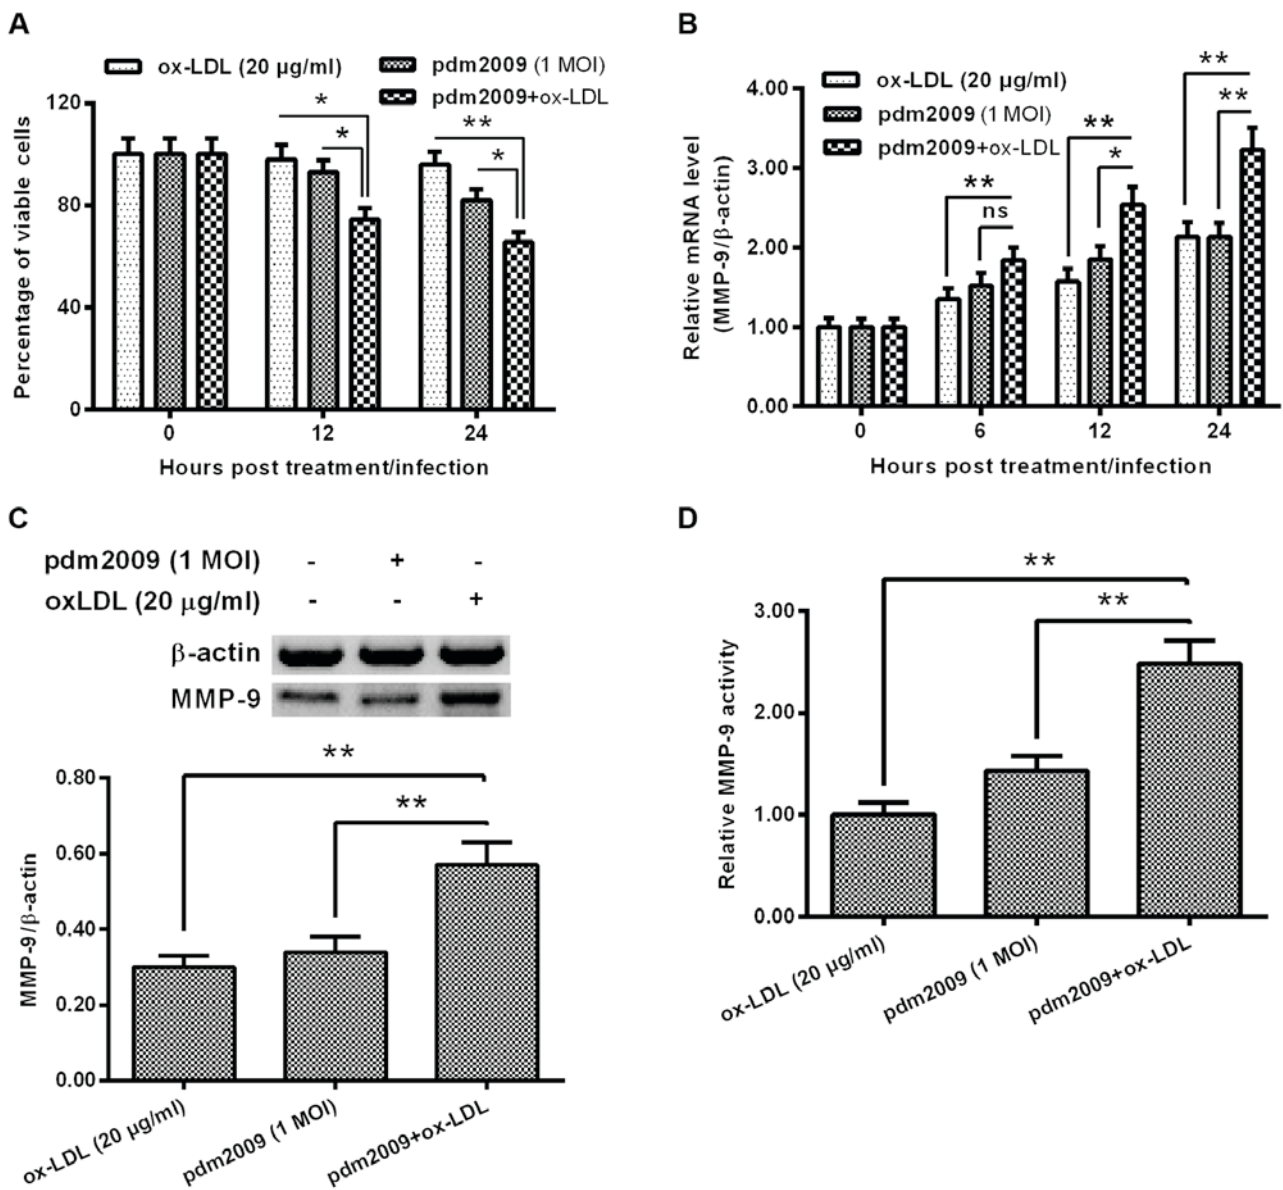 A
ox-LDL (20 µg/ml)
pdm2009 (1 MOI)
pdm2009+ox-LDL
120
80
40
0
Percentage of viable cells
*
*
**
*
0 12 24
Hours post treatment/infection
B
ox-LDL (20 µg/ml)
pdm2009 (1 MOI)
pdm2009+ox-LDL
4.00
3.00
2.00
1.00
0.00
Relative mRNA level
(MMP-9/β-actin)
**
ns
**
*
**
**
0 6 12 24
Hours post treatment/infection
C
pdm2009 (1 MOI) - + -
oxLDL (20 µg/ml) - - +
β-actin
MMP-9
**
**
0.80
0.60
0.40
0.20
0.00
MMP-9/β-actin
ox-LDL (20 µg/ml)
pdm2009 (1 MOI)
pdm2009+ox-LDL
D
**
**
3.00
2.00
1.00
0.00
Relative MMP-9 activity
ox-LDL (20 µg/ml)
pdm2009 (1 MOI)
pdm2009+ox-LDL